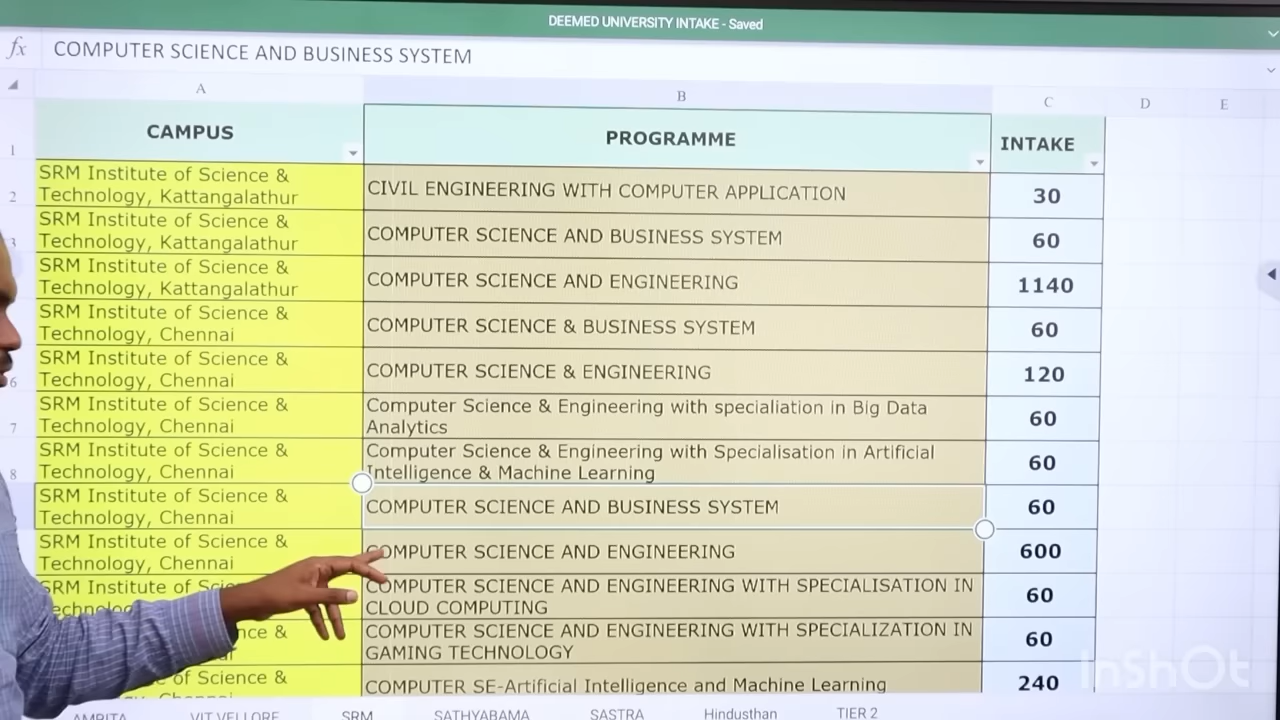 DEEMED UNIVERSITY INTAKE - Saved
fx COMPUTER SCIENCE AND BUSINESS SYSTEM
A B C D E
1 CAMPUS PROGRAMME INTAKE
SRM Institute of Science &
2 Technology, Kattangalathur CIVIL ENGINEERING WITH COMPUTER APPLICATION 30
SRM Institute of Science &
3 Technology, Kattangalathur COMPUTER SCIENCE AND BUSINESS SYSTEM 60
SRM Institute of Science &
Technology, Kattangalathur COMPUTER SCIENCE AND ENGINEERING 1140
SRM Institute of Science &
Technology, Chennai COMPUTER SCIENCE & BUSINESS SYSTEM 60
SRM Institute of Science &
6 Technology, Chennai COMPUTER SCIENCE & ENGINEERING 120
SRM Institute of Science & Computer Science & Engineering with specialiation in Big Data
7 Technology, Chennai Analytics 60
SRM Institute of Science & Computer Science & Engineering with Specialisation in Artificial
8 Technology, Chennai Intelligence & Machine Learning 60
SRM Institute of Science &
Technology, Chennai COMPUTER SCIENCE AND BUSINESS SYSTEM 60
SRM Institute of Science &
Technology, Chennai COMPUTER SCIENCE AND ENGINEERING 600
SRM Institute of COMPUTER SCIENCE AND ENGINEERING WITH SPECIALISATION IN
CLOUD COMPUTING 60
& COMPUTER SCIENCE AND ENGINEERING WITH SPECIALIZATION IN
GAMING TECHNOLOGY 60
of Science &
COMPUTER SE-Artificial Intelligence and Machine Learning 240
AMRITA VIT VELLORE SRM SATHYABAMA SASTRA Hindusthan TIER 2
InShOt